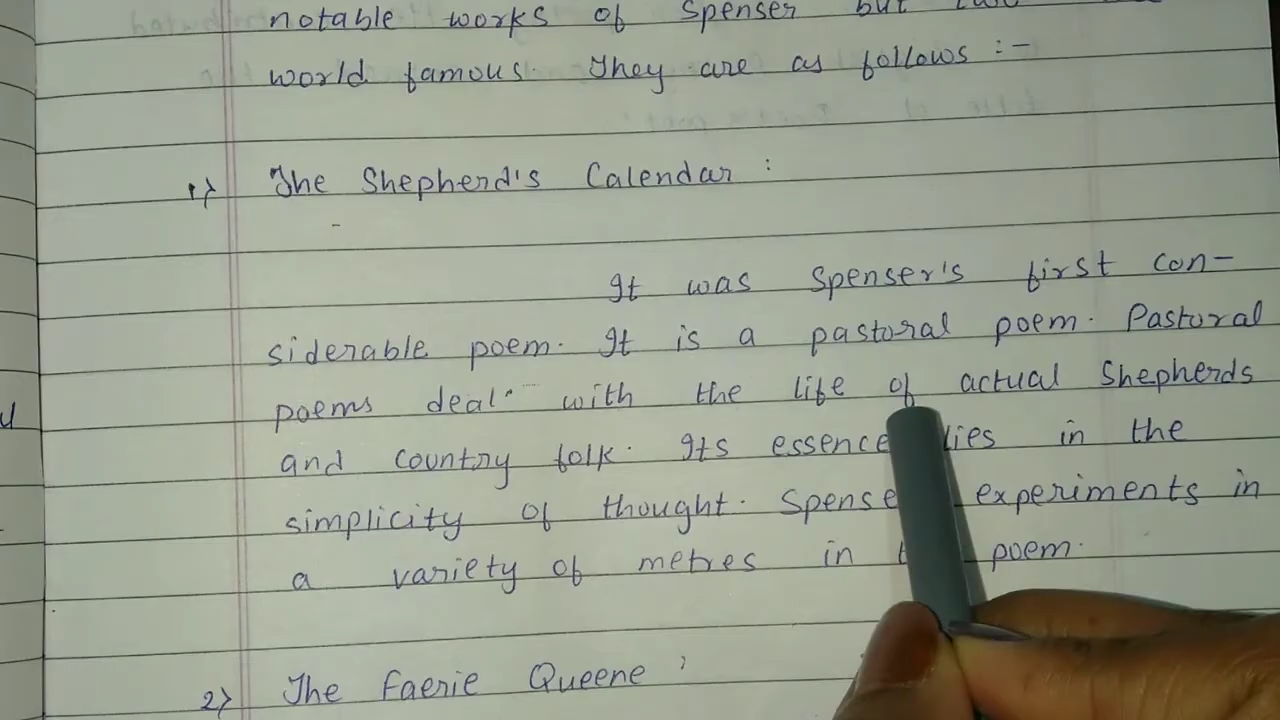 notable works of Spenser but two
world famous. They are as follows :-
1) The Shepherd's Calendar :
It was Spenser's first con-
siderable poem. It is a pastoral poem. Pastoral
poems deal with the life of actual Shepherds
and country folk. Its essence lies in the
simplicity of thought. Spense experiments in
a variety of metres in poem.
2) The Faerie Queene :